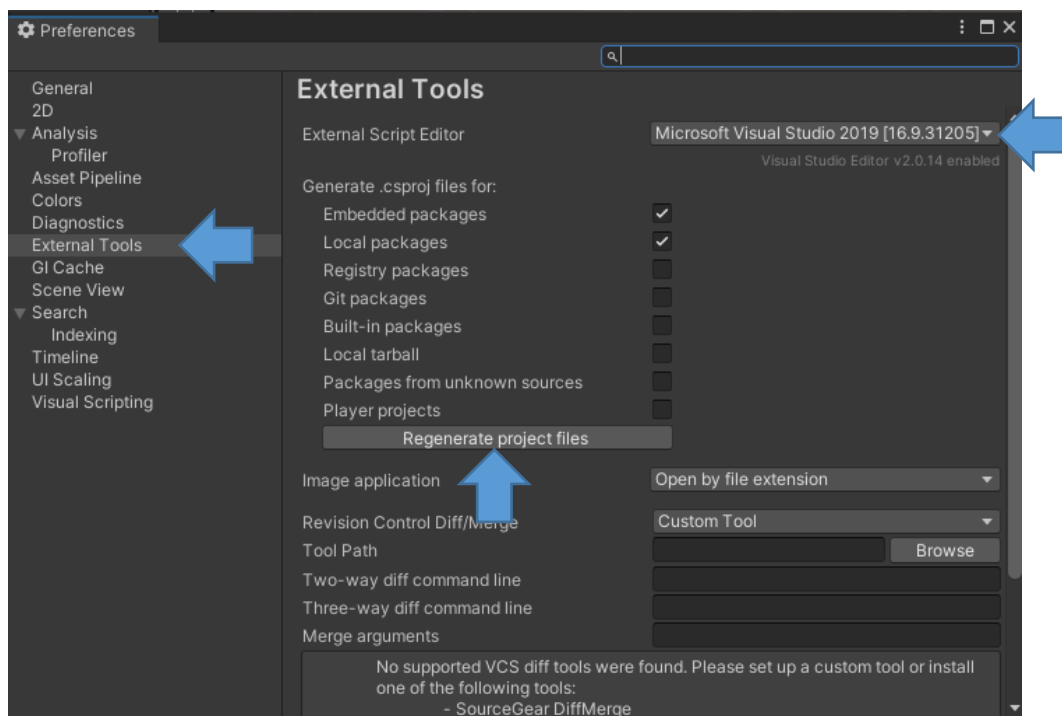 Preferences
General
2D
Analysis
Profiler
Asset Pipeline
Colors
Diagnostics
External Tools
GI Cache
Scene View
Search
Indexing
Timeline
UI Scaling
Visual Scripting
External Tools
External Script Editor Microsoft Visual Studio 2019 [16.9.31205]
Visual Studio Editor v2.0.14 enabled
Generate .csproj files for:
Embedded packages
Local packages
Registry packages
Git packages
Built-in packages
Local tarball
Packages from unknown sources
Player projects
Regenerate project files
Image application Open by file extension
Revision Control Diff/Merge Custom Tool
Tool Path Browse
Two-way diff command line
Three-way diff command line
Merge arguments
No supported VCS diff tools were found. Please set up a custom tool or install
one of the following tools:
- SourceGear DiffMerge